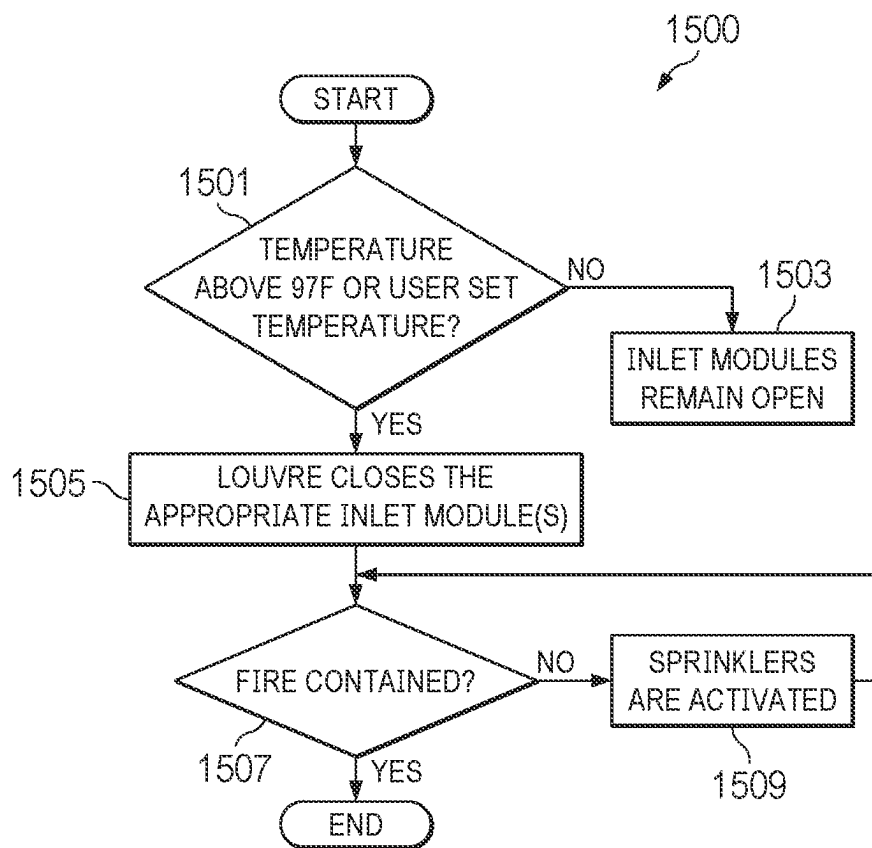 1500
START
1501
TEMPERATURE
ABOVE 97F OR USER SET
TEMPERATURE?
NO
1503
INLET MODULES
REMAIN OPEN
YES
1505
LOUVRE CLOSES THE
APPROPRIATE INLET MODULE(S)
FIRE CONTAINED?
NO
SPRINKLERS
ARE ACTIVATED
1507
1509
YES
END